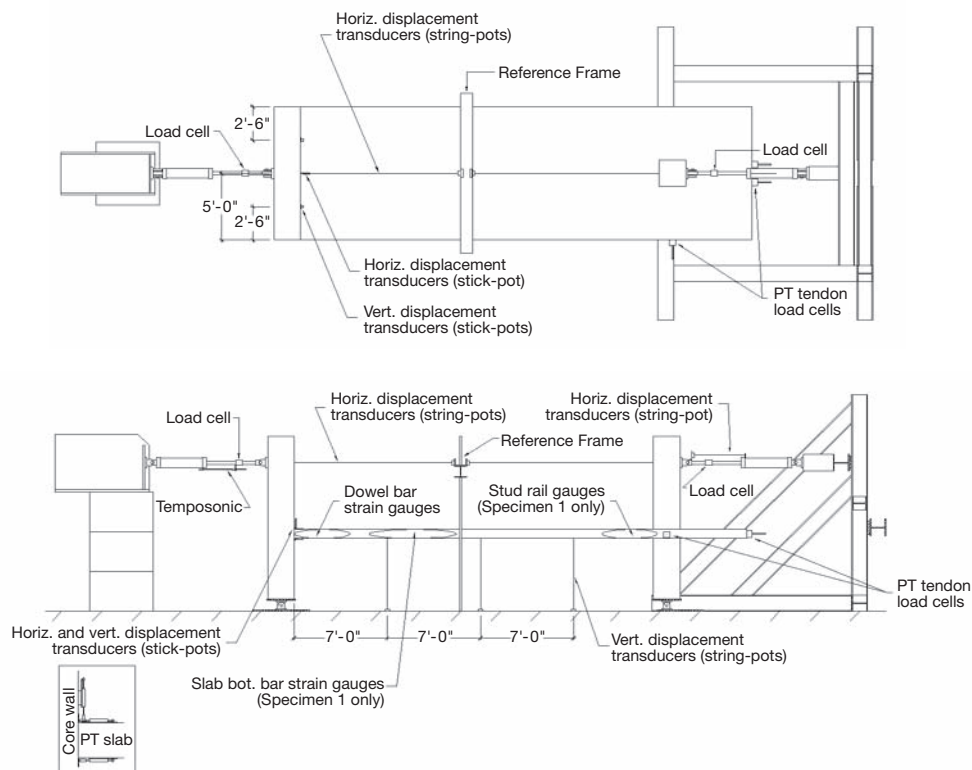 Horiz. displacement
transducers (string-pots)
Reference Frame
2'-6"
Load cell
Load cell
5'-0"
2'-6"
Horiz. displacement
transducers (stick-pot)
PT tendon
load cells
Vert. displacement
transducers (stick-pots)
Horiz. displacement
transducers (string-pots)
Horiz. displacement
transducers (string-pot)
Load cell
Reference Frame
Temposonic
Dowel bar
strain gauges
Stud rail gauges
(Specimen 1 only)
Load cell
PT tendon
load cells
Horiz. and vert. displacement
transducers (stick-pots)
7'-0"
7'-0"
7'-0"
Vert. displacement
transducers (string-pots)
Slab bot. bar strain gauges
(Specimen 1 only)
Core wall
PT slab